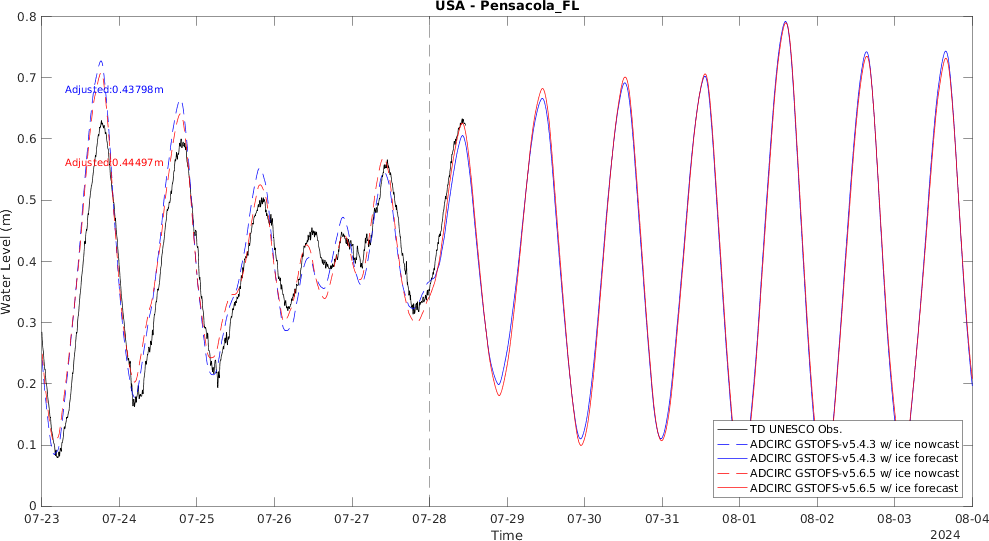 USA - Pensacola_FL
0.8
0.7
Adjusted:0.43798m
0.6
Adjusted:0.44497m
0.5
0.4
0.3
0.2
0.1
0
Water Level (m)
TD UNESCO Obs.
ADCIRC GSTOFS-v5.4.3 w/ ice nowcast
ADCIRC GSTOFS-v5.4.3 w/ ice forecast
ADCIRC GSTOFS-v5.6.5 w/ ice nowcast
ADCIRC GSTOFS-v5.6.5 w/ ice forecast
07-23 07-24 07-25 07-26 07-27 07-28 07-29 07-30 07-31 08-01 08-02 08-03 08-04
Time
2024